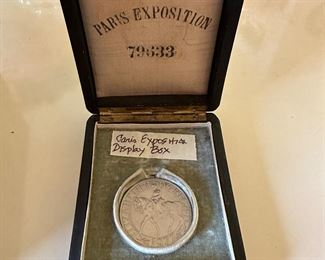 PARIS EXPOSITION
79633
Paris Exposition
Display Box